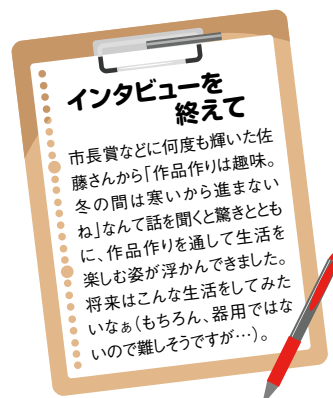 インタビューを
終えて
市長賞などに何度も輝いた佐
藤さんから「作品作りは趣味。
冬の間は寒いから進まない
ね」なんて話を聞くと驚きととも
に、作品作りを通して生活を
楽しむ姿が浮かんできました。
将来はこんな生活をしてみた
いなぁ(もちろん、器用ではな
いので難しそうですが…)。